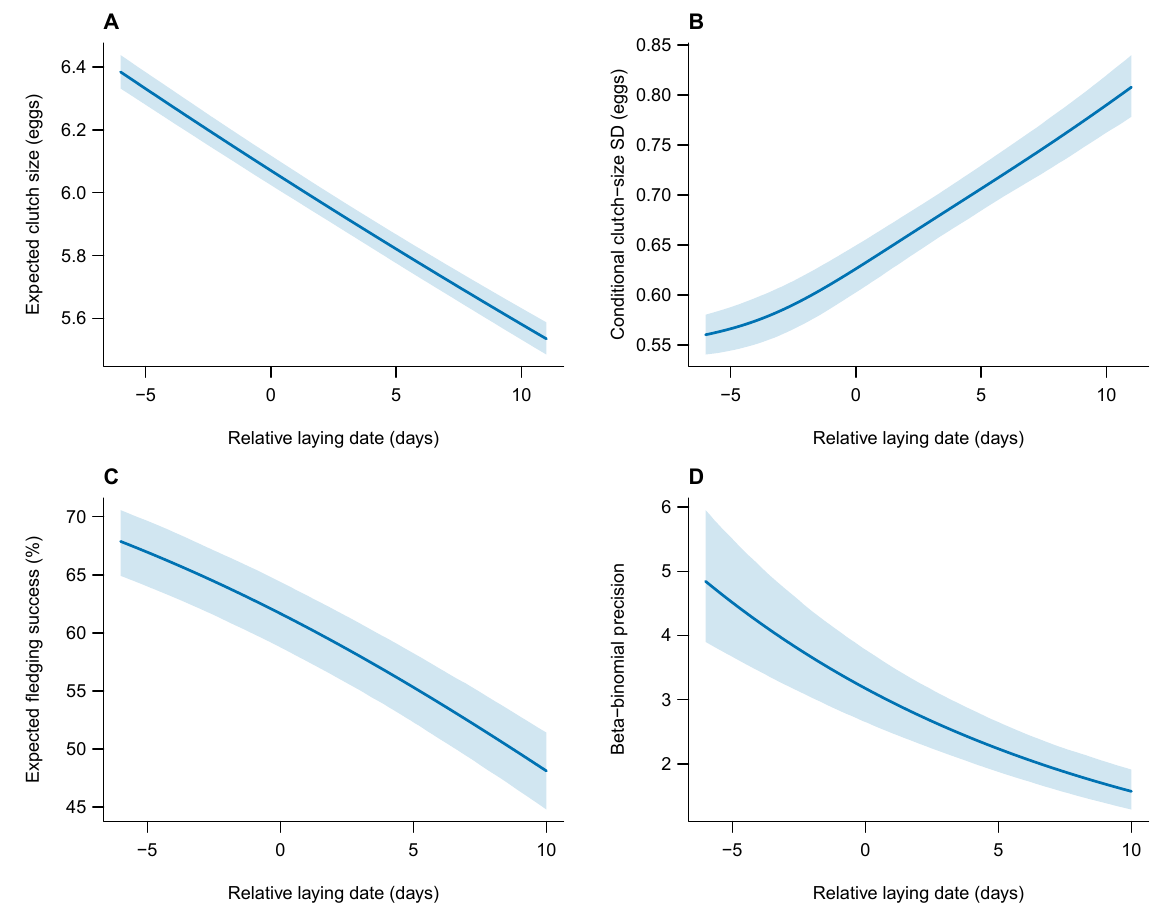 A
Expected clutch size (eggs)
6.4
6.2
6.0
5.8
5.6
−5 0 5 10
Relative laying date (days)
B
Conditional clutch−size SD (eggs)
0.85
0.80
0.75
0.70
0.65
0.60
0.55
−5 0 5 10
Relative laying date (days)
C
Expected fledging success (%)
70
65
60
55
50
45
−5 0 5 10
Relative laying date (days)
D
Beta−binomial precision
6
5
4
3
2
−5 0 5 10
Relative laying date (days)